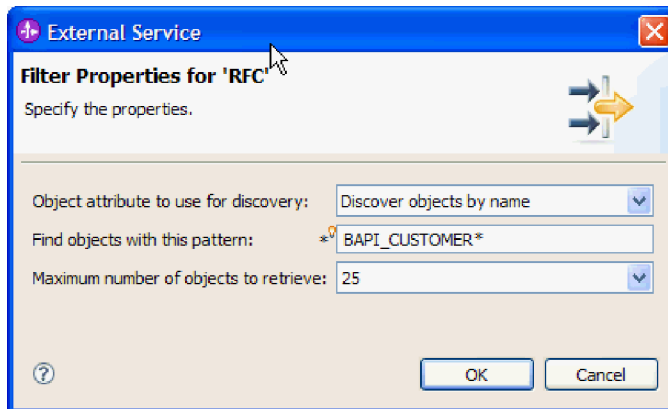 External Service
Filter Properties for 'RFC'
Specify the properties.
Object attribute to use for discovery: Discover objects by name
Find objects with this pattern: * BAPI_CUSTOMER*
Maximum number of objects to retrieve: 25
? OK Cancel